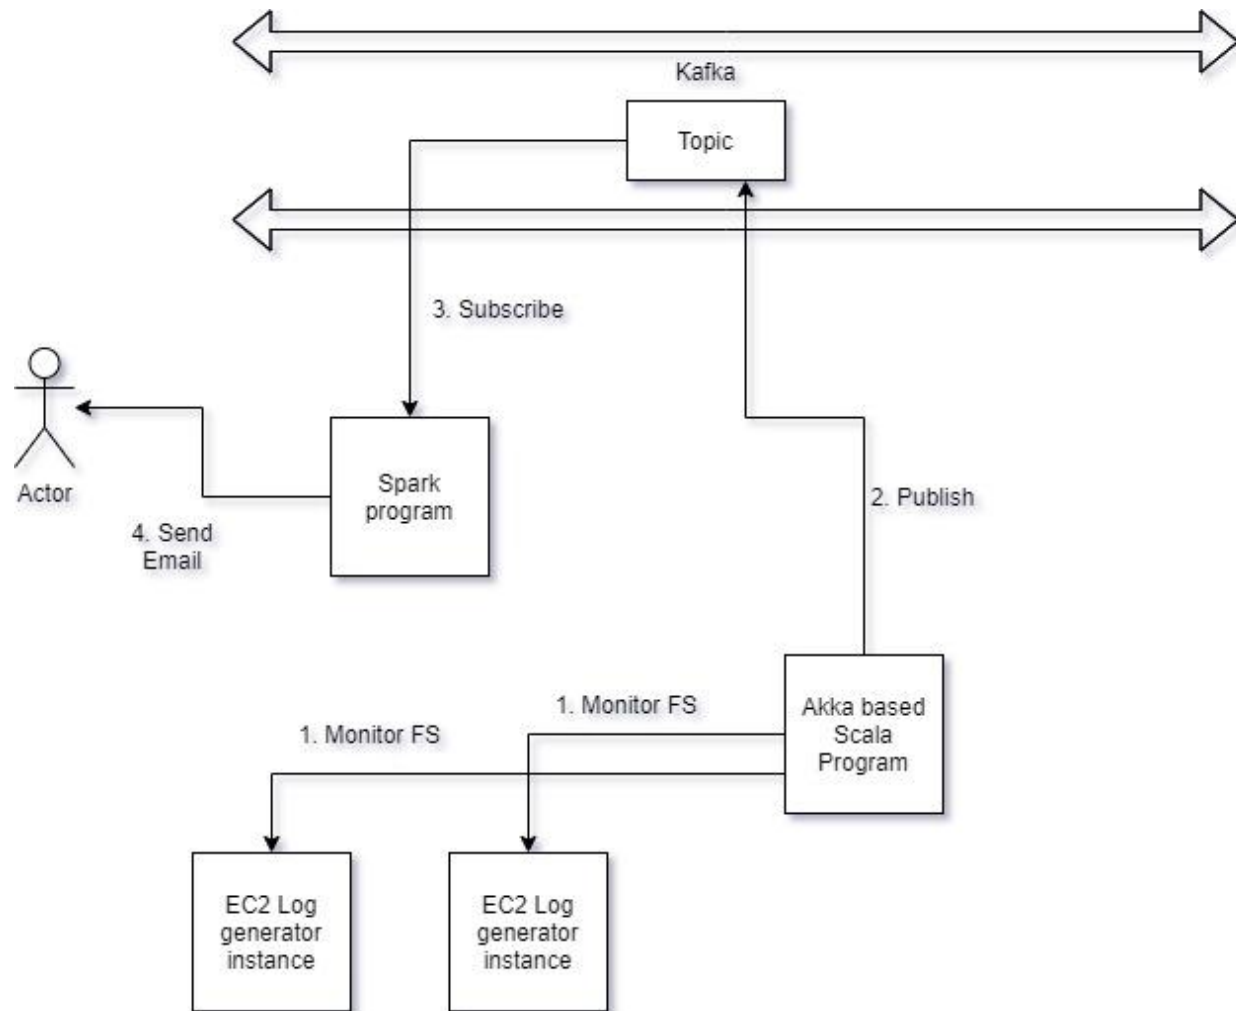 Kafka
Topic
3. Subscribe
Actor
Spark
program
2. Publish
4. Send
Email
Akka based
Scala
Program
1. Monitor FS
1. Monitor FS
EC2 Log
generator
instance
EC2 Log
generator
instance